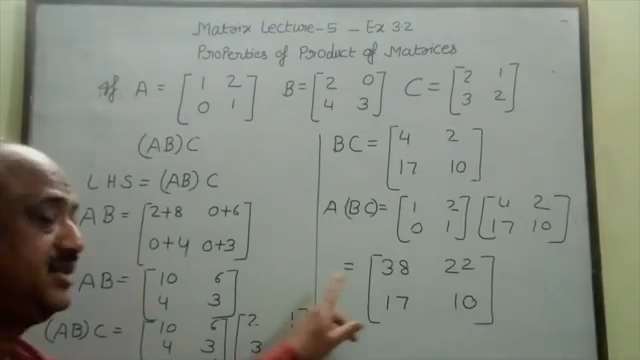 Matrix Lecture-5 - Ex 3.2
Properties of Product of Matrices
If A = [1 2 B = [2 0 C = [2 1
0 1] 4 3] 3 2]
(AB)C
LHS = (AB) C
AB = [2+8 0+6
0+4 0+3]
AB = [10 6
4 3]
(AB) C = [10 6 [2
4 3] 3
BC = [4 2
17 10]
A (BC) = [1 2 [4 2
0 1] 17 10]
= [38 22
17 10]